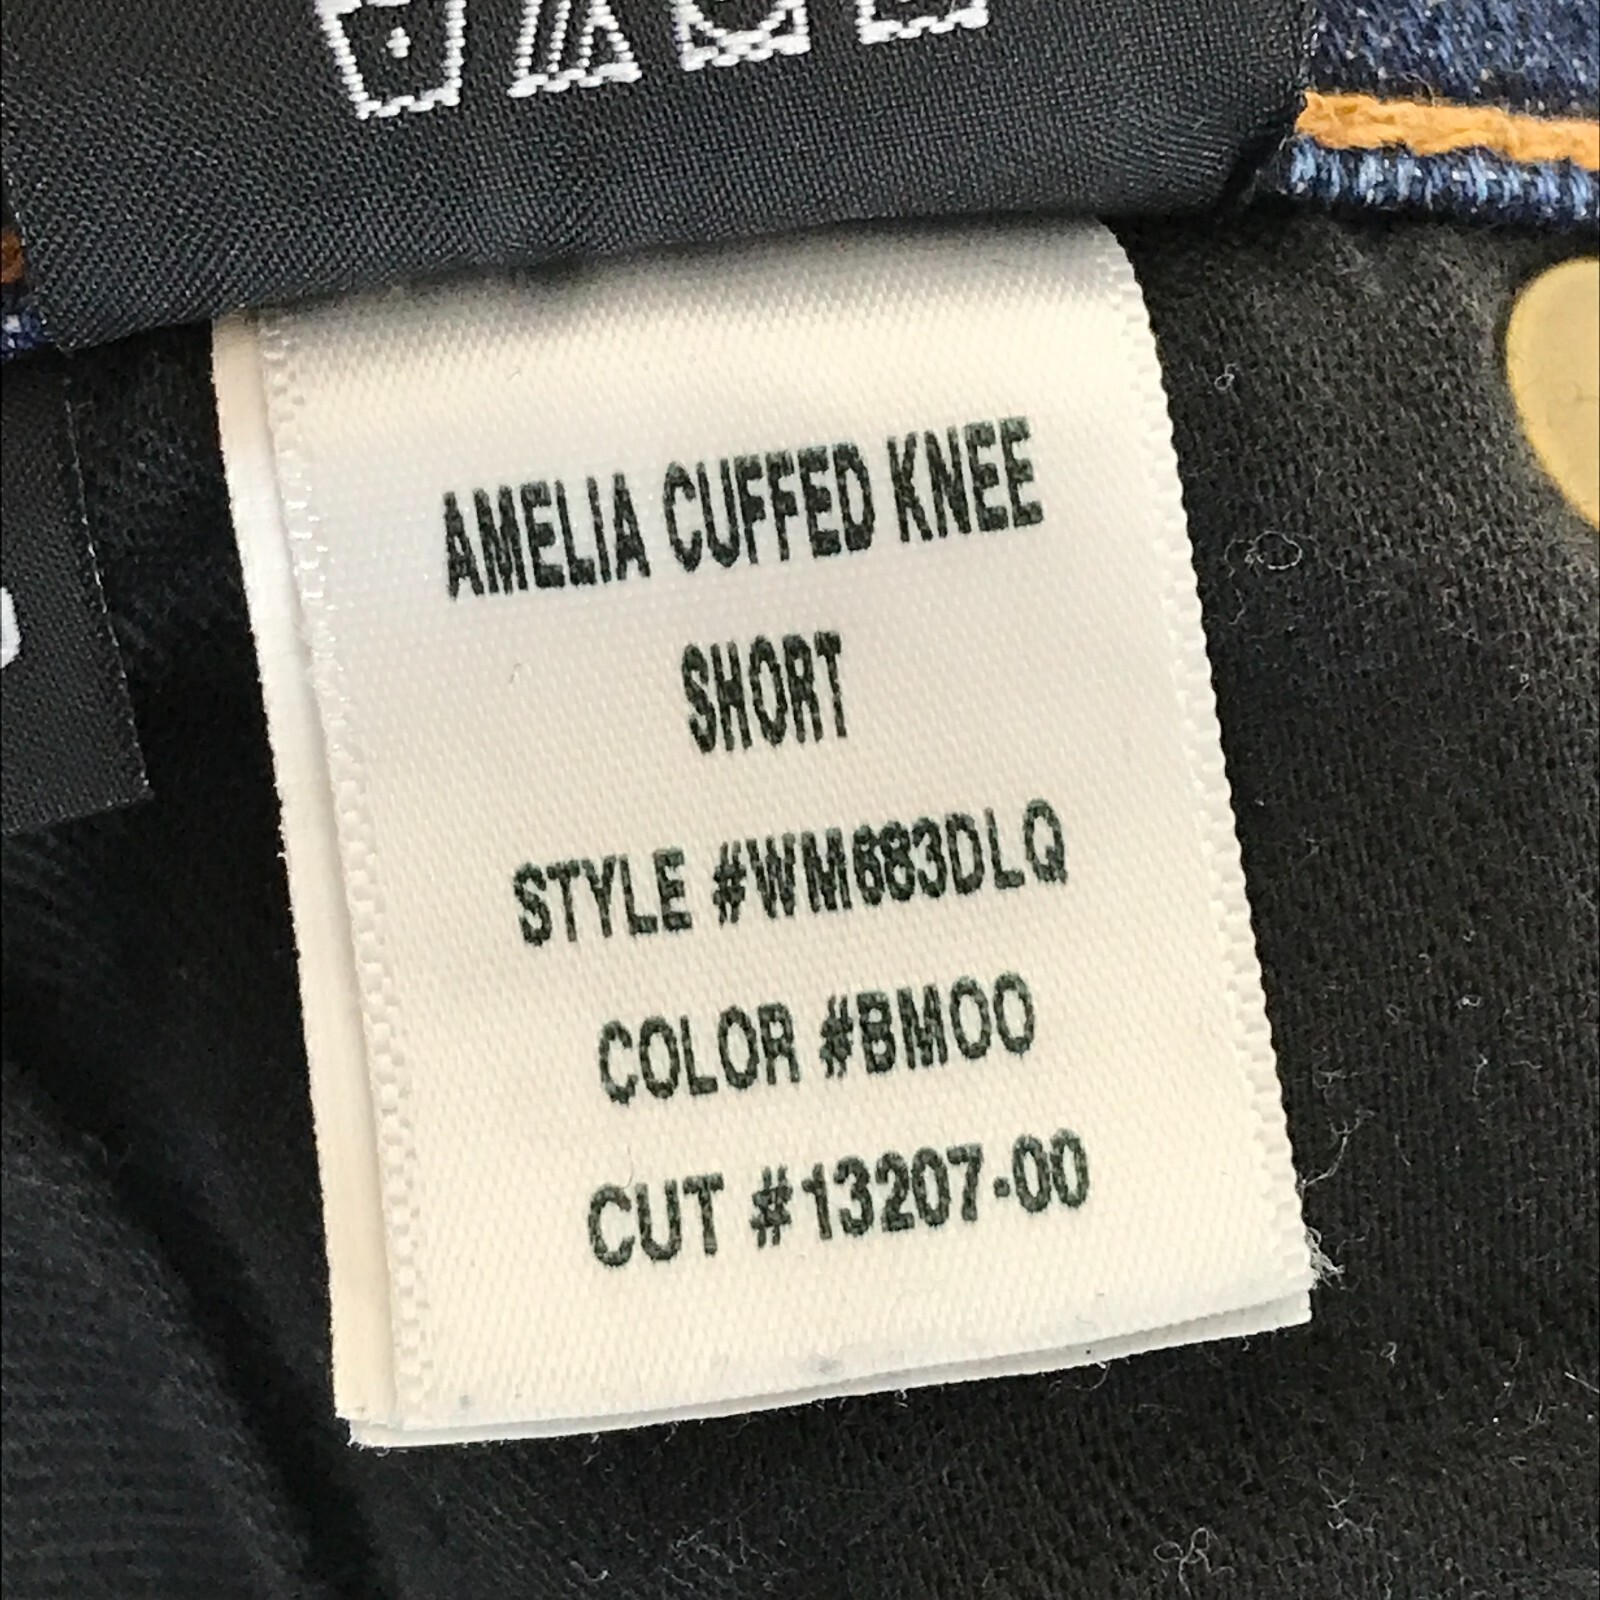 AMELIA CUFFED KNEE
SHORT
STYLE #WM683DLQ
COLOR #BMOO
CUT #13207-00